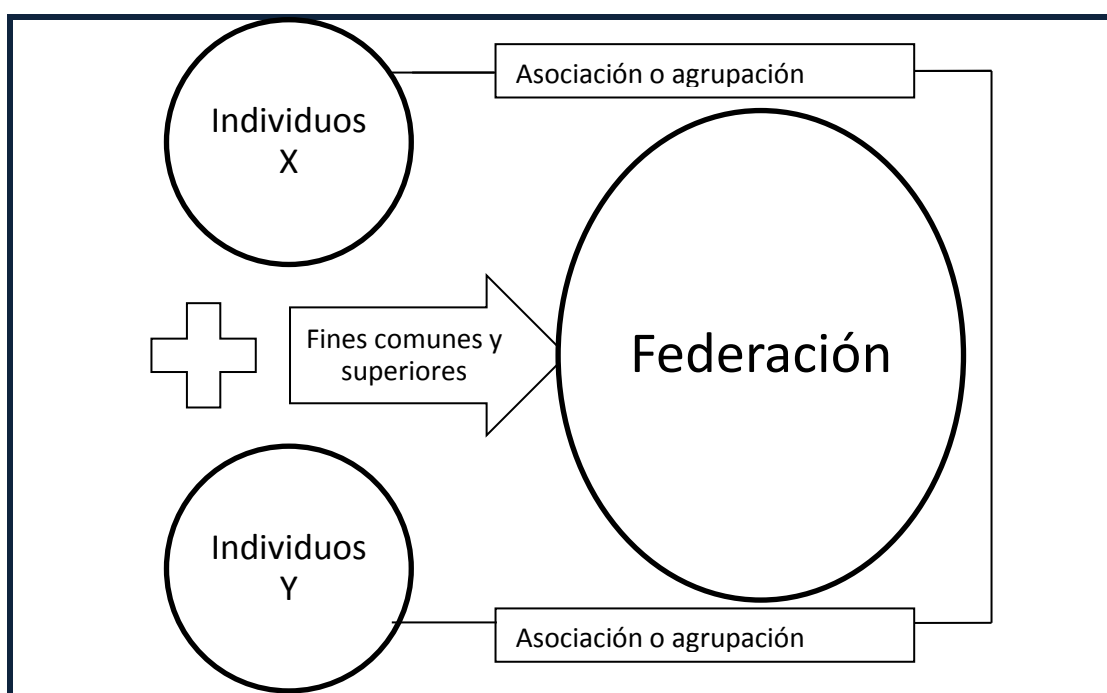 Individuos
X
Asociación o agrupación
Fines comunes y
superiores
Federación
Individuos
Y
Asociación o agrupación